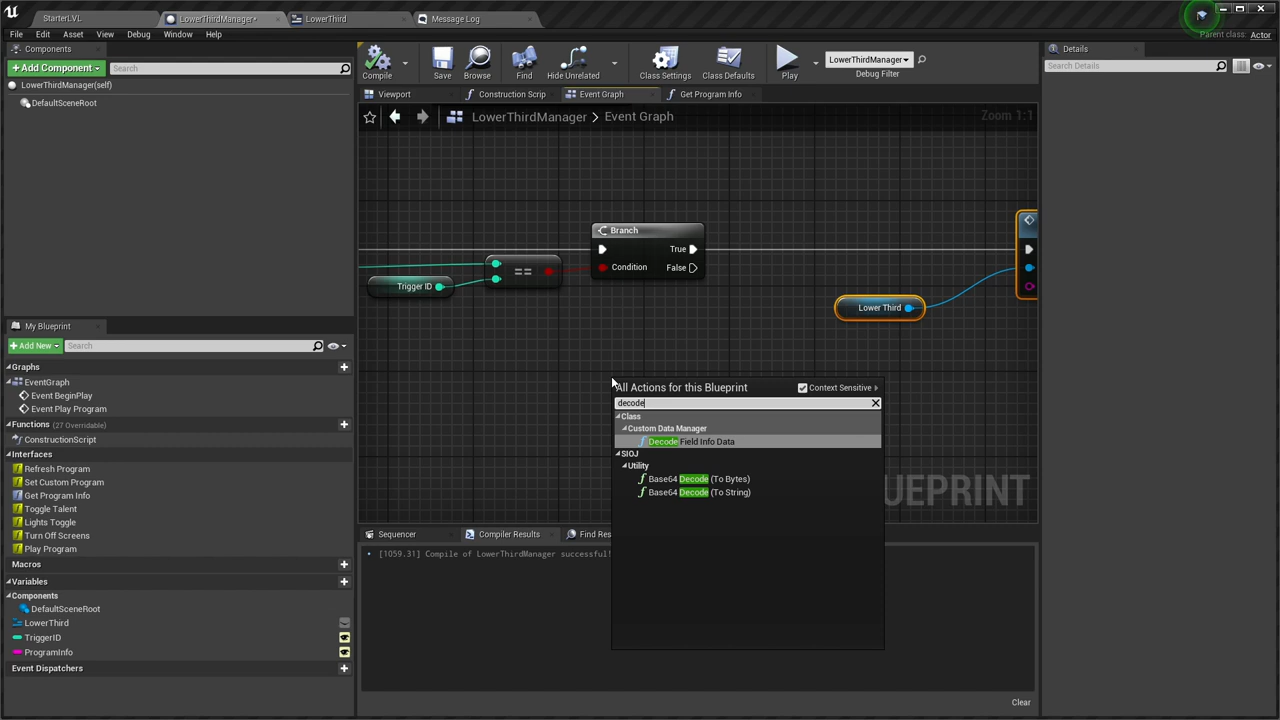 StarterLVL
LowerThirdManager*
LowerThird
Message Log
File
Edit
Asset
View
Debug
Window
Help
Parent class: Actor
Components
+Add Component
Search
LowerThirdManager(self)
DefaultSceneRoot
Compile
Save
Browse
Find
Hide Unrelated
Class Settings
Class Defaults
Play
LowerThirdManager
Debug Filter
Details
Search Details
Viewport
Construction Scrip
Event Graph
Get Program Info
LowerThirdManager > Event Graph
Zoom 1:1
Branch
True
Condition
False
Trigger ID
==
Lower Third
All Actions for this Blueprint
Context Sensitive
decode
Class
Custom Data Manager
Decode Field Info Data
SIOJ
Utility
Base64 Decode (To Bytes)
Base64 Decode (To String)
UEPRINT
My Blueprint
+Add New
Search
Graphs
EventGraph
Event BeginPlay
Event Play Program
Functions (27 Overridable)
ConstructionScript
Interfaces
Refresh Program
Set Custom Program
Get Program Info
Toggle Talent
Lights Toggle
Turn Off Screens
Play Program
Macros
Variables
Components
DefaultSceneRoot
LowerThird
TriggerID
ProgramInfo
Event Dispatchers
Sequencer
Compiler Results
Find Res
[1059.31] Compile of LowerThirdManager successful!
Clear